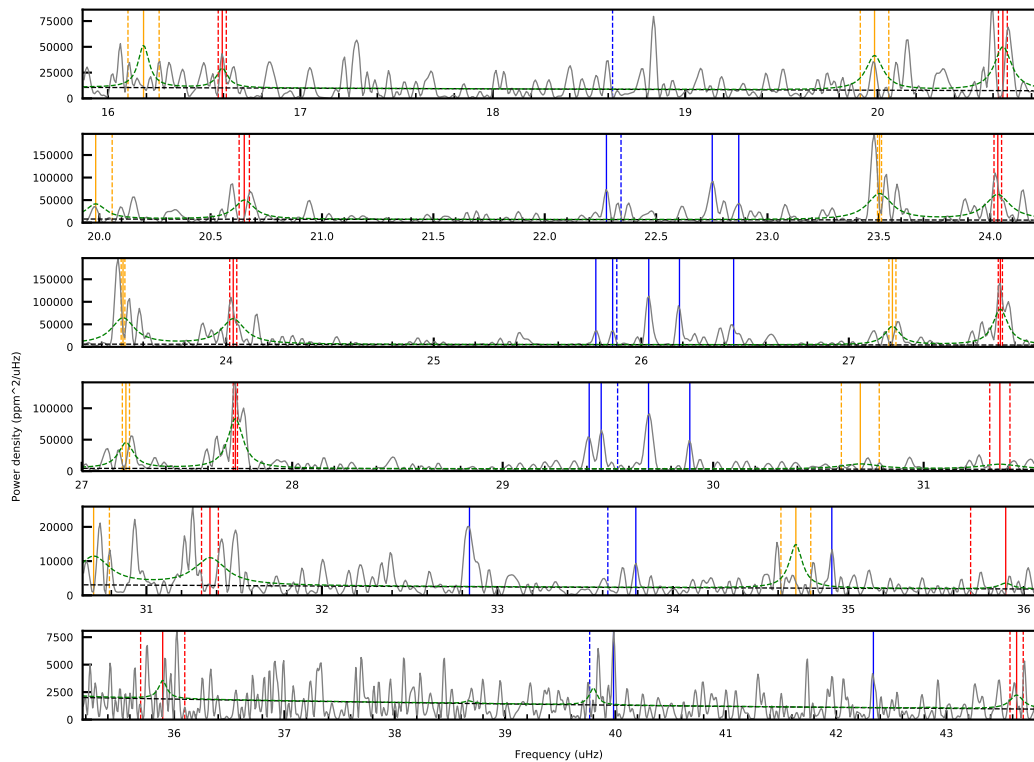 75000
50000
25000
0
16 17 18 19 20
150000
100000
50000
0
20.0 20.5 21.0 21.5 22.0 22.5 23.0 23.5 24.0
150000
100000
50000
0
24 25 26 27
Power density (ppm^2/uHz)
100000
50000
0
27 28 29 30 31
20000
10000
0
31 32 33 34 35 36
7500
5000
2500
0
36 37 38 39 40 41 42 43
Frequency (uHz)